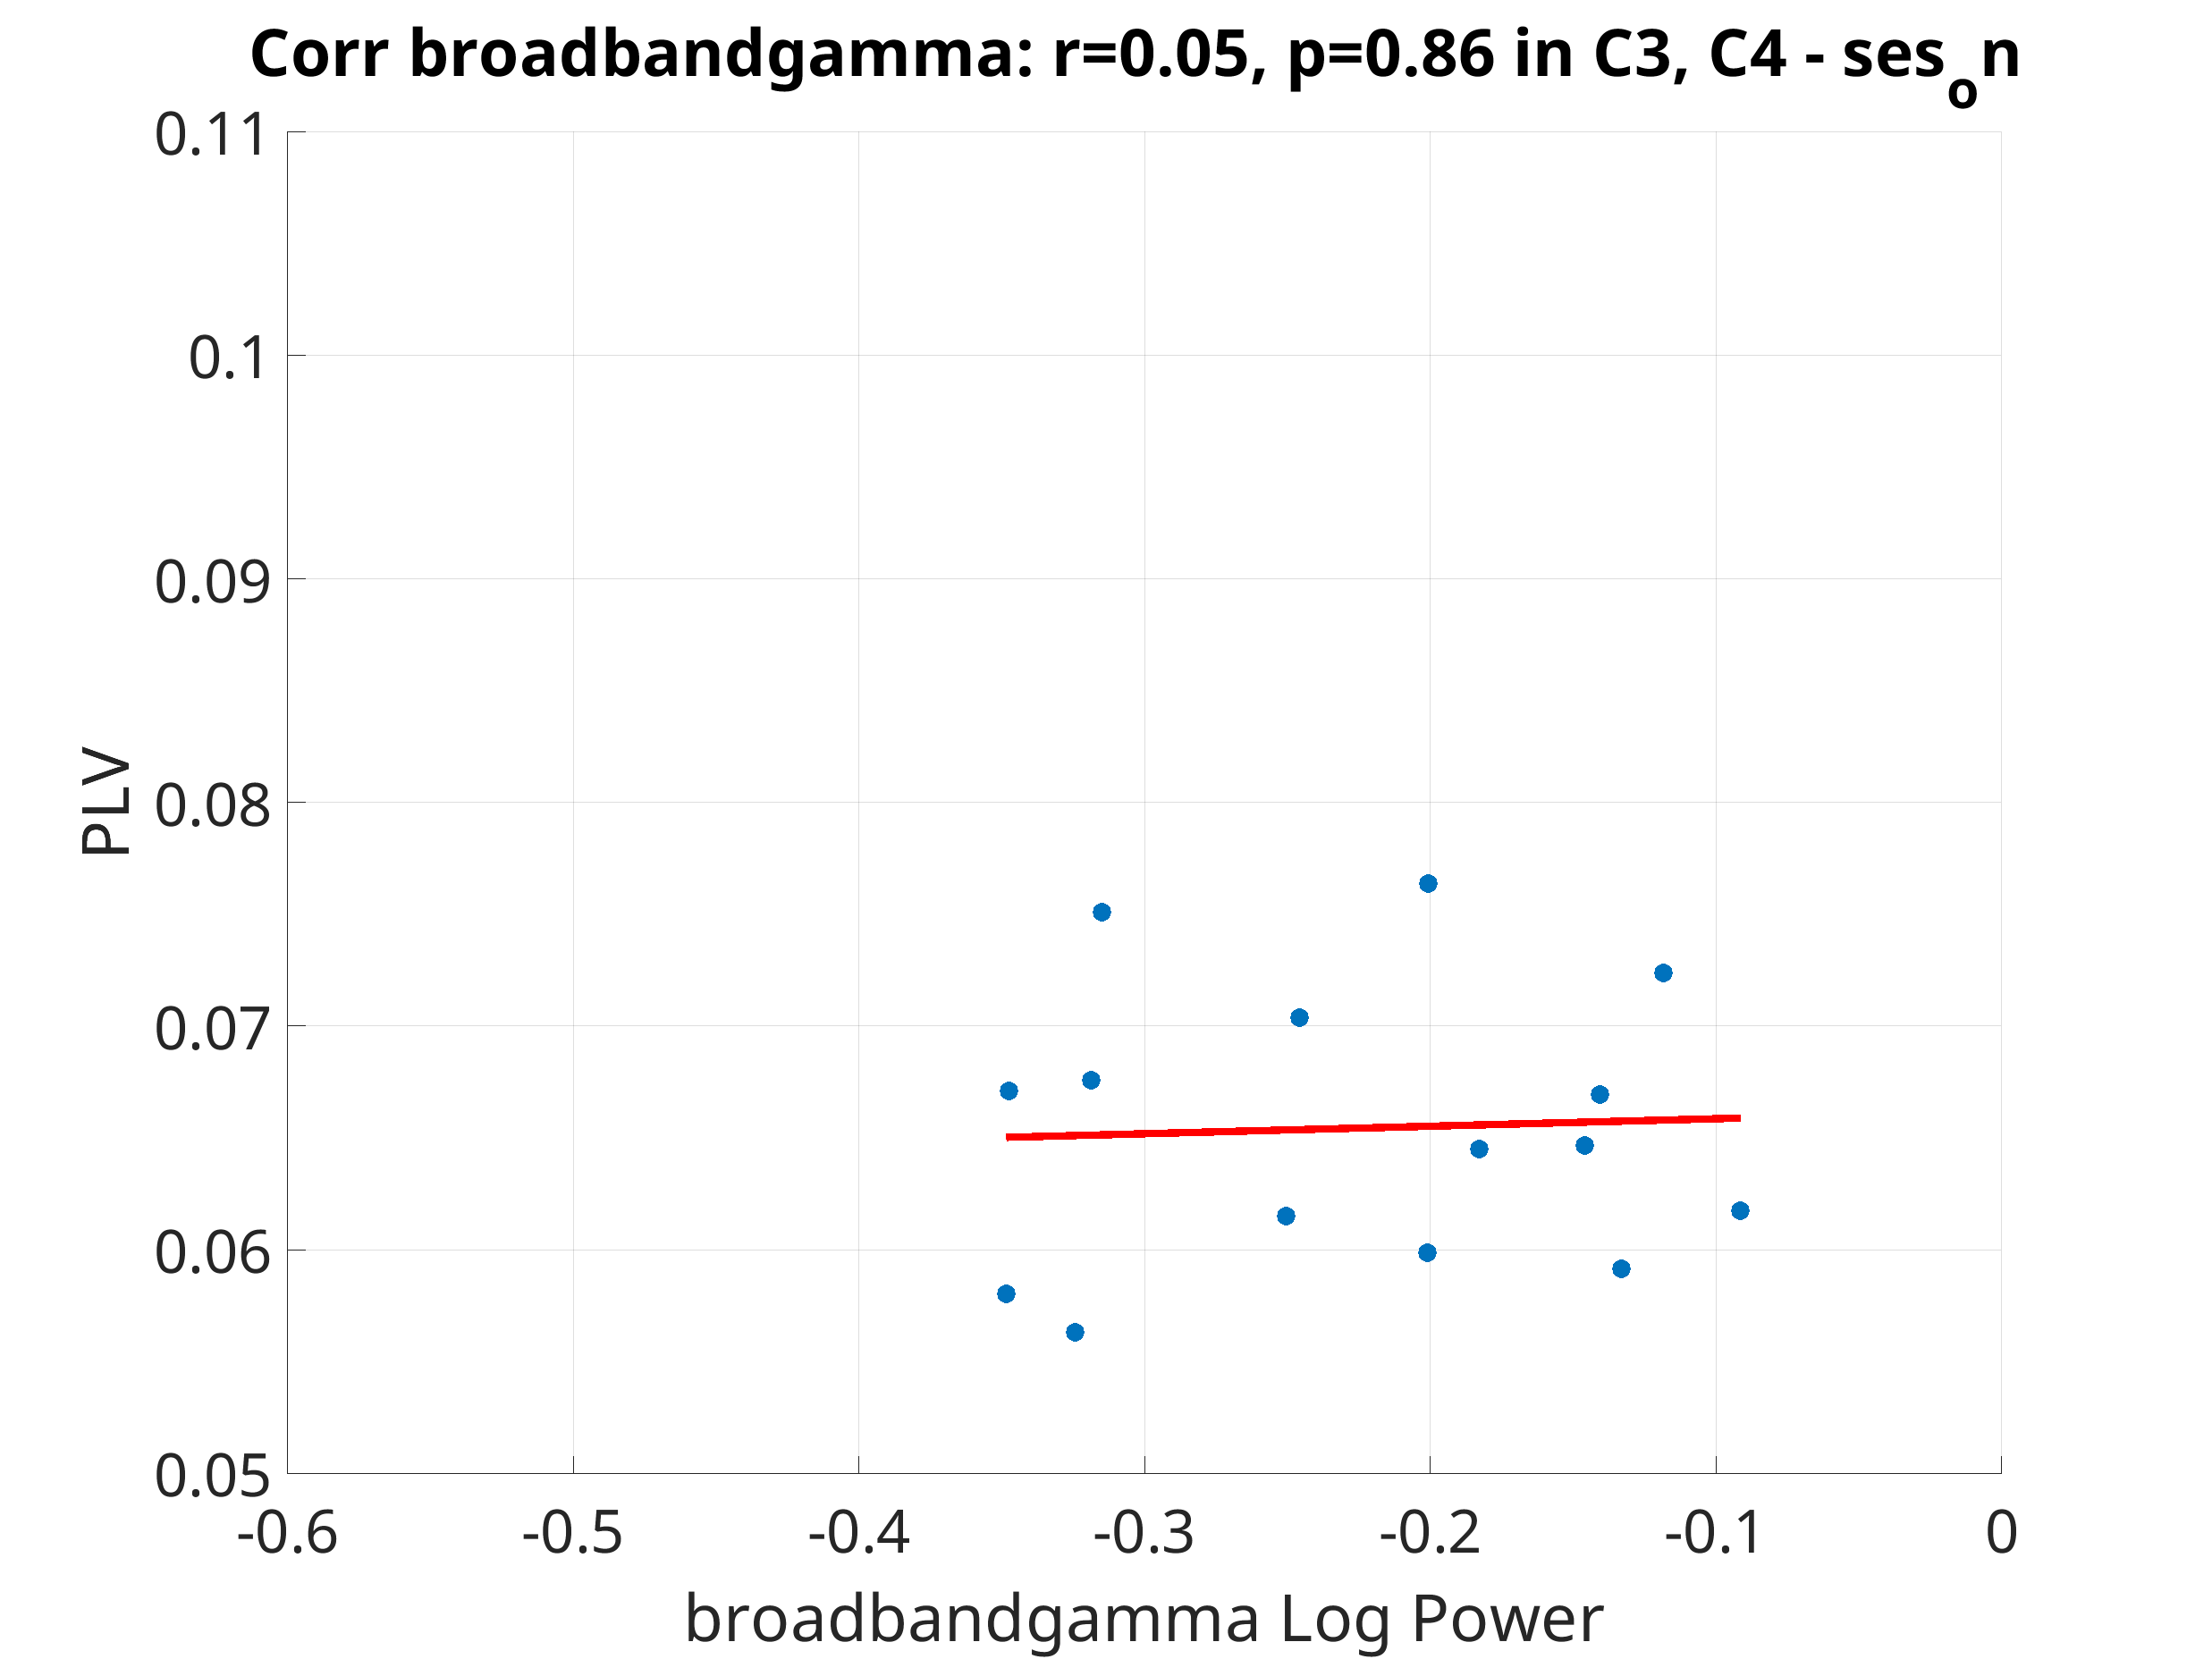 Corr broadbandgamma: r=0.05, p=0.86 in C3, C4 - sesₒn
0.11
0.1
0.09
0.08
0.07
0.06
0.05
PLV
-0.6 -0.5 -0.4 -0.3 -0.2 -0.1 0
broadbandgamma Log Power